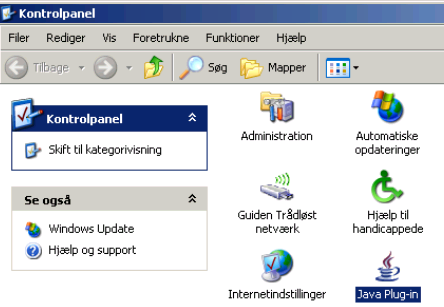 Kontrolpanel
Filer Rediger Vis Foretrukne Funktioner Hjælp
Tilbage Søg Mapper
Kontrolpanel
Skift til kategorivisning
Se også
Windows Update
Hjælp og support
Administration
Automatiske
opdateringer
Guiden Trådløst
netværk
Hjælp til
handicappede
Internetindstillinger
Java Plug-in